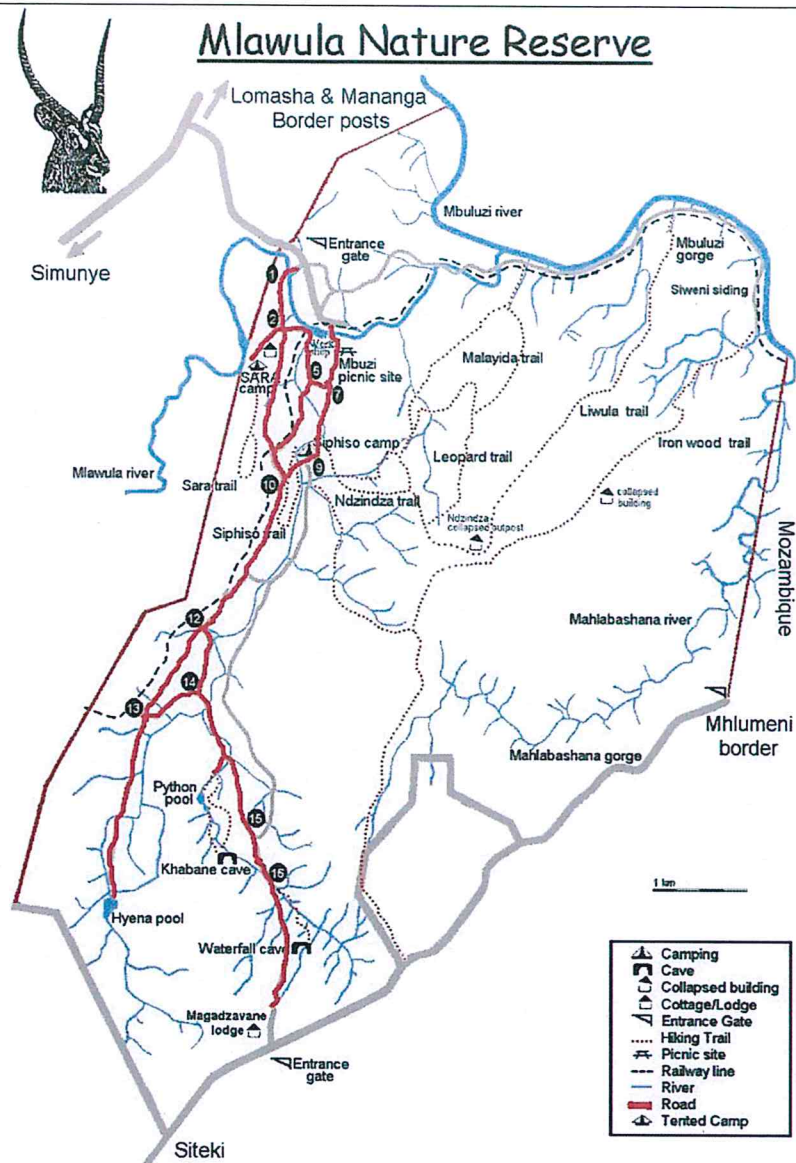 Mlawula Nature Reserve
Lomasha & Mananga
Border posts
Simunye
Mbuluzi river
Entrance
gate
Mbuluzi
gorge
Siweni siding
1
2
Work
shop
SARA
camp
Mbuzi
picnic site
6
7
Malayida trail
Liwula trail
Iron wood trail
Mlawula river
Sara trail
Siphiso camp
9
10
Leopard trail
Ndzindza trail
Siphiso trail
Ndzindza
collapsed outpost
collapsed
building
Mozambique
12
Mahlabashana river
14
13
Mhlumeni
border
Mahlabashana gorge
Python
pool
15
Khabane cave
15
1 km
Hyena pool
Waterfall cave
Magadzavane
lodge
Entrance
gate
Siteki
Camping
Cave
Collapsed building
Cottage/Lodge
Entrance Gate
Hiking Trail
Picnic site
Railway line
River
Road
Tented Camp